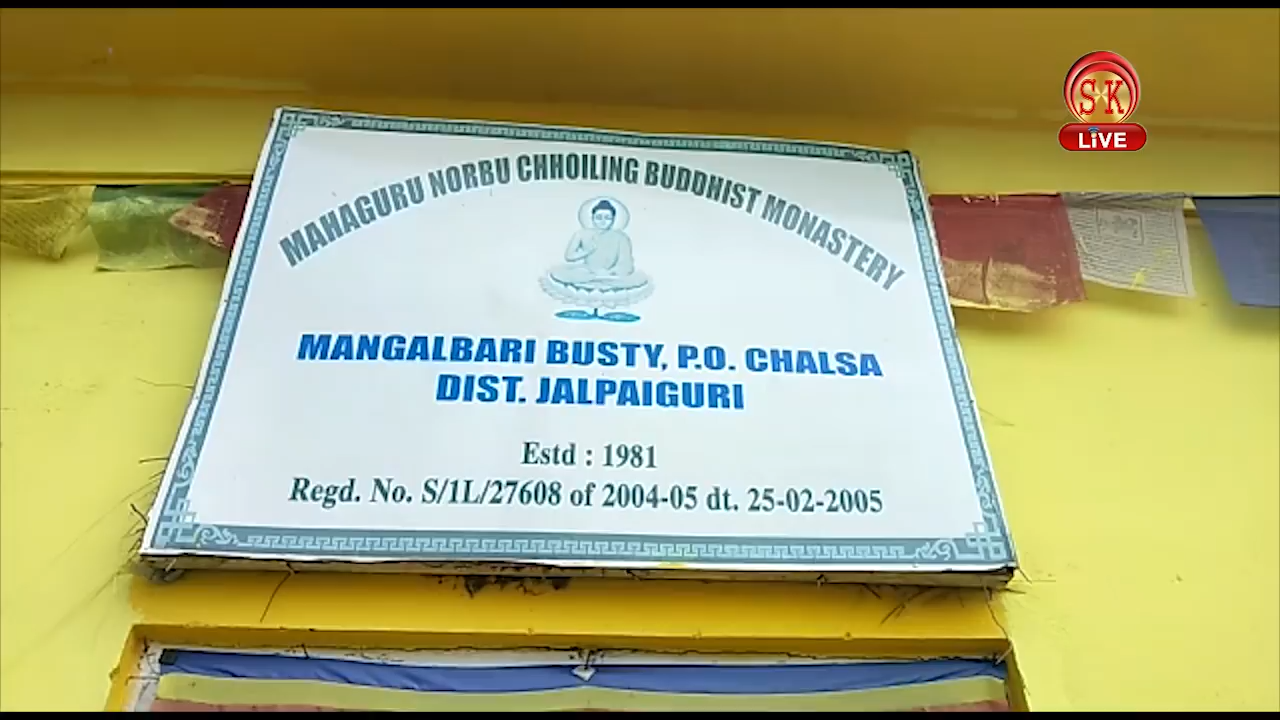 SK
LiVE
MAHAGURU NORBU CHHOILING BUDDHIST MONASTERY
MANGALBARI BUSTY, P.O. CHALSA
DIST. JALPAIGURI
Estd : 1981
Regd. No. S/1L/27608 of 2004-05 dt. 25-02-2005